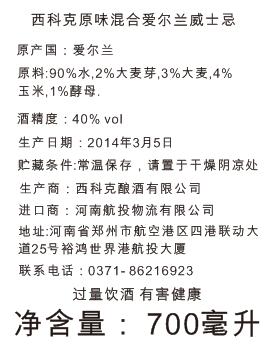 西科克原味混合爱尔兰威士忌
原产国：爱尔兰
原料:90%水,2%大麦芽,3%大麦,4%
玉米,1%酵母.
酒精度：40% vol
生产日期：2014年3月5日
贮藏条件:常温保存，请置于干燥阴凉处
生产商：西科克酿酒有限公司
进口商：河南航投物流有限公司
地址:河南省郑州市航空港区四港联动大
道25号裕鸿世界港航投大厦
联系电话：0371- 86216923
过量饮酒 有害健康
净含量： 700毫升